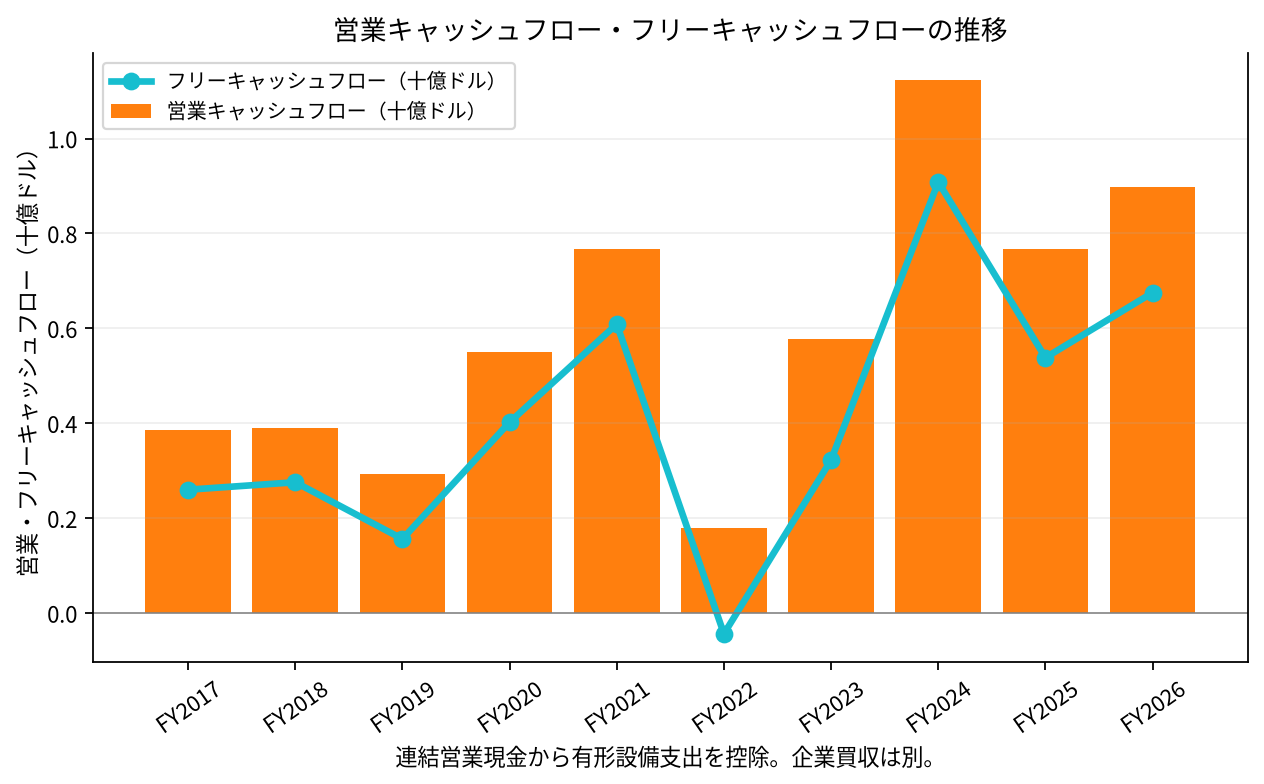 営業キャッシュフロー・フリーキャッシュフローの推移
フリーキャッシュフロー（十億ドル）
営業キャッシュフロー（十億ドル）
営業・フリーキャッシュフロー（十億ドル）
1.0
0.8
0.6
0.4
0.2
0.0
FY2017
FY2018
FY2019
FY2020
FY2021
FY2022
FY2023
FY2024
FY2025
FY2026
連結営業現金から有形設備支出を控除。企業買収は別。